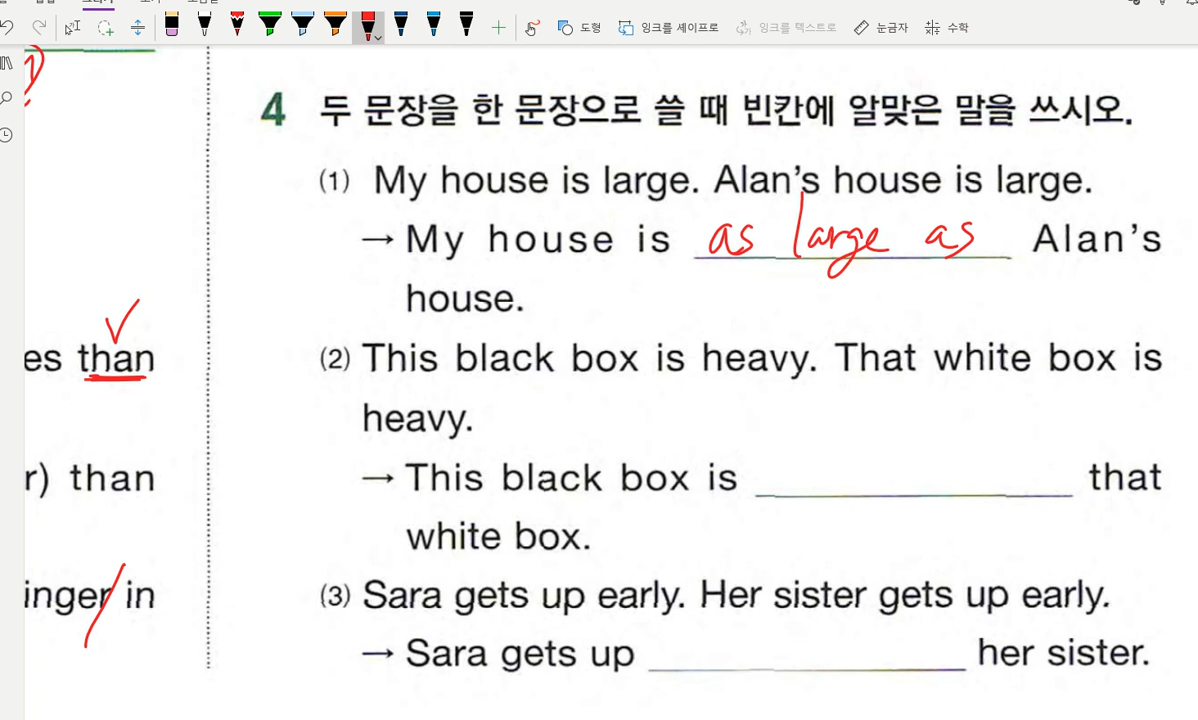 도형
잉크를 셰이프로
잉크를 텍스트로
눈금자
수학
4 두 문장을 한 문장으로 쓸 때 빈칸에 알맞은 말을 쓰시오.
(1) My house is large. Alan's house is large.
→ My house is as large as Alan's
house.
es than
(2) This black box is heavy. That white box is
heavy.
r) than
→ This black box is that
white box.
inger/in
(3) Sara gets up early. Her sister gets up early.
→ Sara gets up her sister.